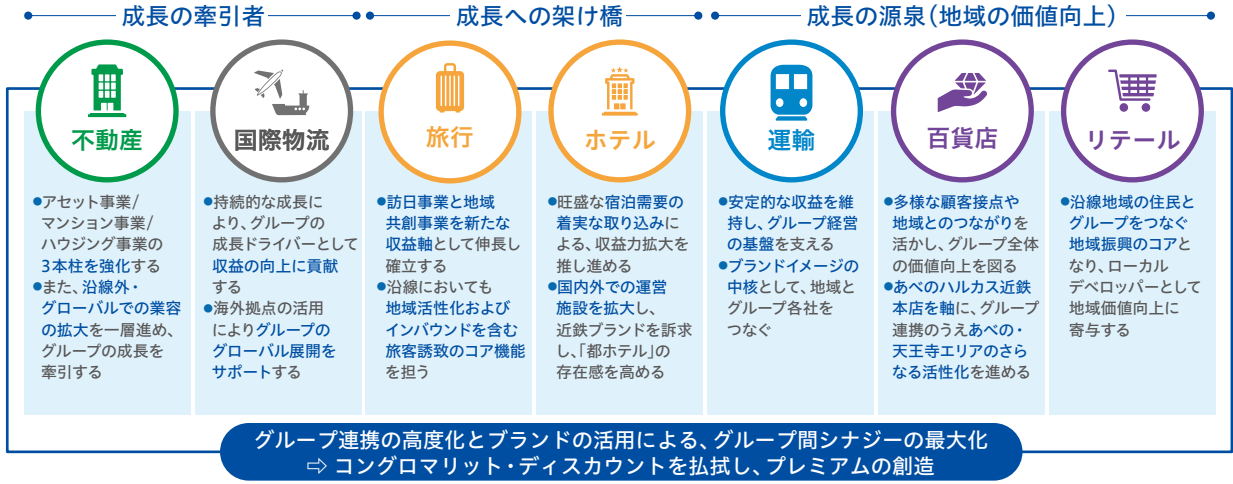 成長の牽引者
成長への架け橋
成長の源泉(地域の価値向上)
不動産
●アセット事業/
マンション事業/
ハウジング事業の
3本柱を強化する
●また、沿線外・
グローバルでの業容
の拡大を一層進め、
グループの成長を
牽引する
国際物流
●持続的な成長に
より、グループの
成長ドライバーとして
収益の向上に貢献
する
●海外拠点の活用
によりグループの
グローバル展開を
サポートする
旅行
●訪日事業と地域
共創事業を新たな
収益軸として伸長し
確立する
●沿線においても
地域活性化および
インバウンドを含む
旅客誘致のコア機能
を担う
ホテル
●旺盛な宿泊需要の
着実な取り込みに
よる、収益力拡大を
推し進める
●国内外での運営
施設を拡大し、
近鉄ブランドを訴求
し、「都ホテル」の
存在感を高める
運輸
●安定的な収益を維
持し、グループ経営
の基盤を支える
●ブランドイメージの
中核として、地域と
グループ各社を
つなぐ
百貨店
●多様な顧客接点や
地域とのつながりを
活かし、グループ全体
の価値向上を図る
●あべのハルカス近鉄
本店を軸に、グループ
連携のうえあべの・
天王寺エリアのさら
なる活性化を進める
リテール
●沿線地域の住民と
グループをつなぐ
地域振興のコアと
なり、ローカル
デベロッパーとして
地域価値向上に
寄与する
グループ連携の高度化とブランドの活用による、グループ間シナジーの最大化
⇨ コングロマリット・ディスカウントを払拭し、プレミアムの創造